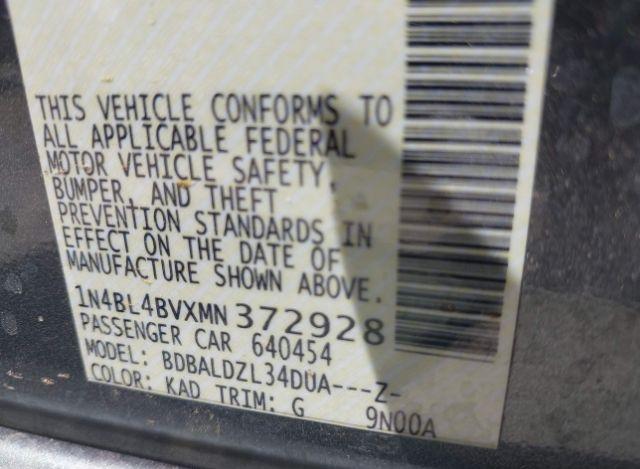 THIS VEHICLE CONFORMS TO
ALL APPLICABLE FEDERAL
MOTOR VEHICLE SAFETY,
BUMPER, AND THEFT
PREVENTION STANDARDS IN
EFFECT ON THE DATE OF
MANUFACTURE SHOWN ABOVE.
1N4BL4BVXMN372928
PASSENGER CAR 640454
MODEL: BDBALDZL34DUA---Z-
COLOR: KAD TRIM: G 9N00A